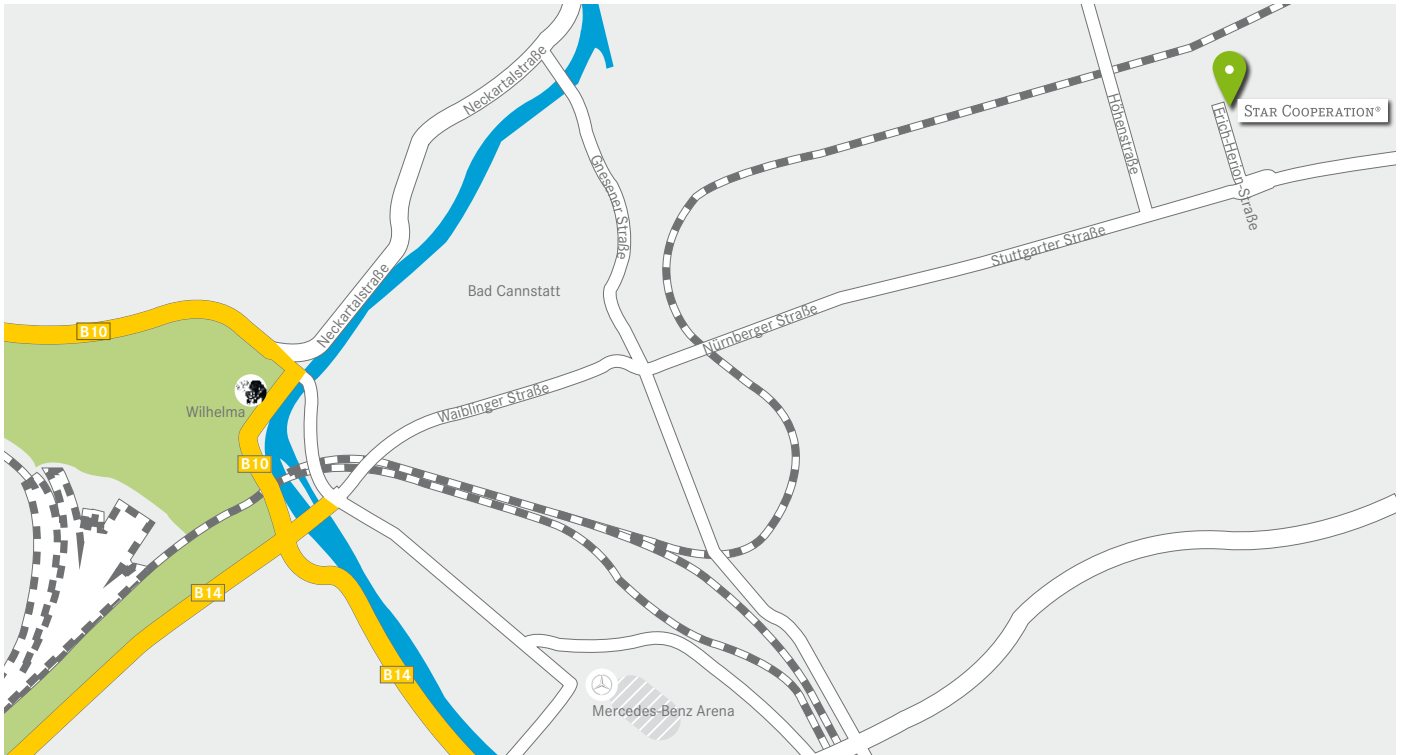 Neckartalstraße
Höhenstraße
STAR COOPERATION®
Erich-Herion-Straße
Gnesener Straße
Stuttgarter Straße
Neckartalstraße
Bad Cannstatt
Nürnberger Straße
B10
Waiblinger Straße
Wilhelma
B10
B14
B14
Mercedes-Benz Arena